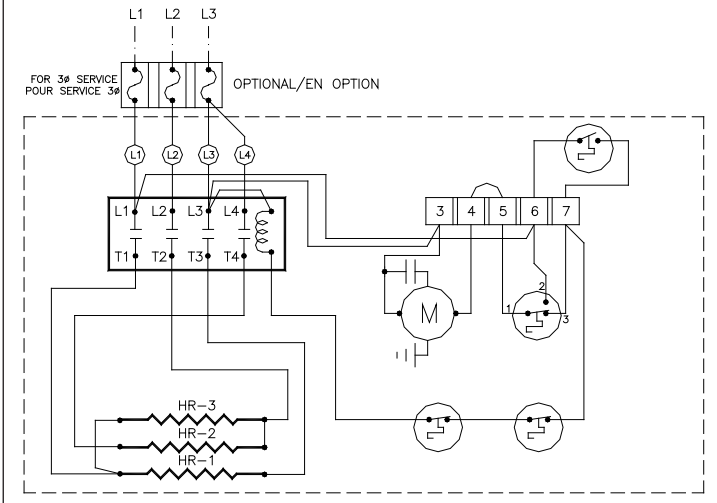 L1 L2 L3
FOR 3ø SERVICE
POUR SERVICE 3ø
OPTIONAL/EN OPTION
L1 L2 L3 L4
L1 L2 L3 L4
3 4 5 6 7
T1 T2 T3 T4
2
1 3
M
HR-3
HR-2
HR-1